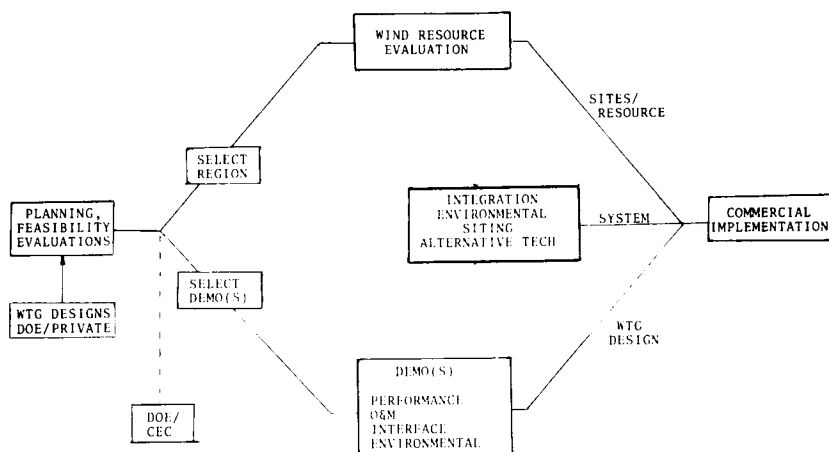 WIND RESOURCE
EVALUATION
SITES/
RESOURCE
SELECT
REGION
PLANNING,
FEASIBILITY
EVALUATIONS
INTEGRATION
ENVIRONMENTAL
SITING
ALTERNATIVE TECH
SYSTEM
COMMERCIAL
IMPLEMENTATION
SELECT
DEMO(S)
WTG DESIGNS
DOE/PRIVATE
WTG
DESIGN
DEMO(S)
PERFORMANCE
O&M
INTERFACE
ENVIRONMENTAL
DOE/
CEC